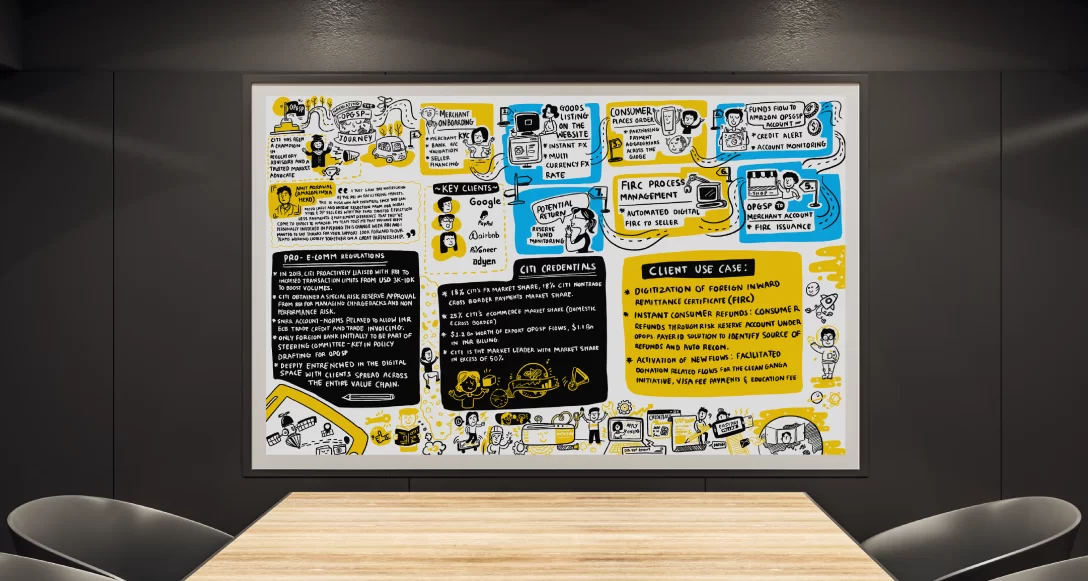 OPGSP
OPGSP
JOURNEY
CITI HAS BEEN
A CHAMPION
IN
REGULATORY
ADVISORY AND A
TRUSTED MARKET
ADVOCATE
1.
MERCHANT
ONBOARDING
* MERCHANT KYC
* BANK A/C
VALIDATION
* SELLER
FINANCING
GOODS
LISTING
ON THE
WEBSITE
* INSTANT FX
* MULTI
CURRENCY FX
RATE
CONSUMER
PLACES ORDER
* PARTNERING
PAYMENT
AGGREGATORS
ACROSS THE
GLOBE
FUNDS FLOW TO
AMAZON OPGSP
ACCOUNT
* CREDIT ALERT
* ACCOUNT MONITORING
5.
OPGSP TO
MERCHANT ACCOUNT
* FIRC ISSUANCE
6.
FIRC PROCESS
MANAGEMENT
* AUTOMATED DIGITAL
FIRC TO SELLER
7.
POTENTIAL
RETURN
RESERVE
FUND
MONITORING
AMIT AGRAWAL
(AMAZON INDIA
HEAD)
~KEY CLIENTS~
Google
PayPal
airbnb
Payoneer
adyen
PRO-E-COMM REGULATIONS
* IN 2013, CITI PROACTIVELY LIAISED WITH RBI TO
INCREASED TRANSACTION LIMITS FROM USD 3K-10K
TO BOOST VOLUMES.
* CITI OBTAINED A SPECIAL RISK RESERVE APPROVAL
FROM RBI FOR MANAGING CHARGEBACKS AND NON
PERFORMANCE RISK.
* SNRR ACCOUNT - NORMS RELAXED TO ALLOW INR
ECB TRADE CREDIT AND TRADE INVOICING.
* ONLY FOREIGN BANK INITIALLY TO BE PART OF
STEERING COMMITTEE - KEY IN POLICY
DRAFTING FOR OPGSP
* DEEPLY ENTRENCHED IN THE DIGITAL
SPACE WITH CLIENTS SPREAD ACROSS
THE ENTIRE VALUE CHAIN.
CITI CREDENTIALS
* 18% CITI'S FX MARKET SHARE, 18% CITI NONTRADE
CROSS BORDER PAYMENTS MARKET SHARE.
* 25% CITI'S ECOMMERCE MARKET SHARE (DOMESTIC
& CROSS BORDER)
* $2.2 BN WORTH OF EXPORT OPGSP FLOWS, $1.1 BN
IN INR BILLING.
* CITI IS THE MARKET LEADER WITH MARKET SHARE
IN EXCESS OF 50%
CLIENT USE CASE:
* DIGITIZATION OF FOREIGN INWARD
REMITTANCE CERTIFICATE (FIRC)
* INSTANT CONSUMER REFUNDS: CONSUMER
REFUNDS THROUGH RISK RESERVE ACCOUNT UNDER
OPGPS PAYER ID SOLUTION TO IDENTIFY SOURCE OF
REFUNDS AND AUTO RECON.
* ACTIVATION OF NEW FLOWS: FACILITATED
DONATION RELATED FLOWS FOR THE CLEAN GANGA
INITIATIVE, VISA FEE PAYMENTS & EDUCATION FEE